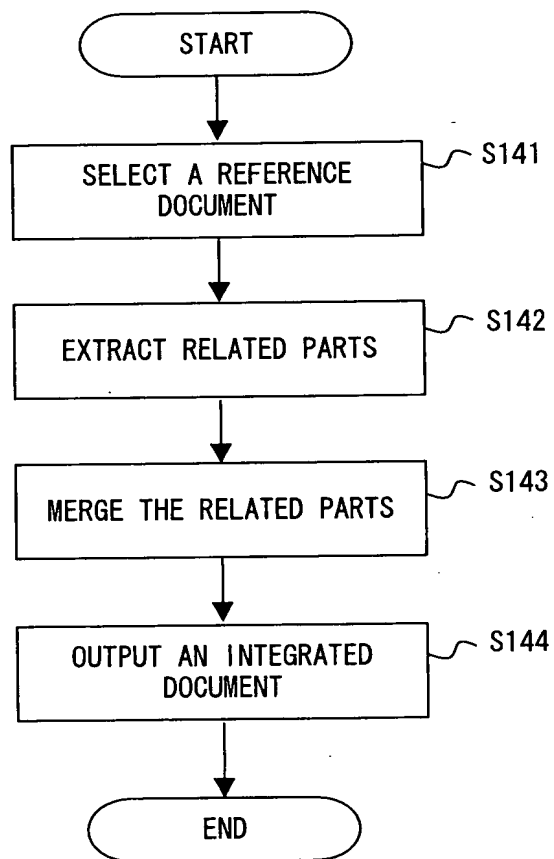 START
SELECT A REFERENCE
DOCUMENT
S141
EXTRACT RELATED PARTS
S142
MERGE THE RELATED PARTS
S143
OUTPUT AN INTEGRATED
DOCUMENT
S144
END